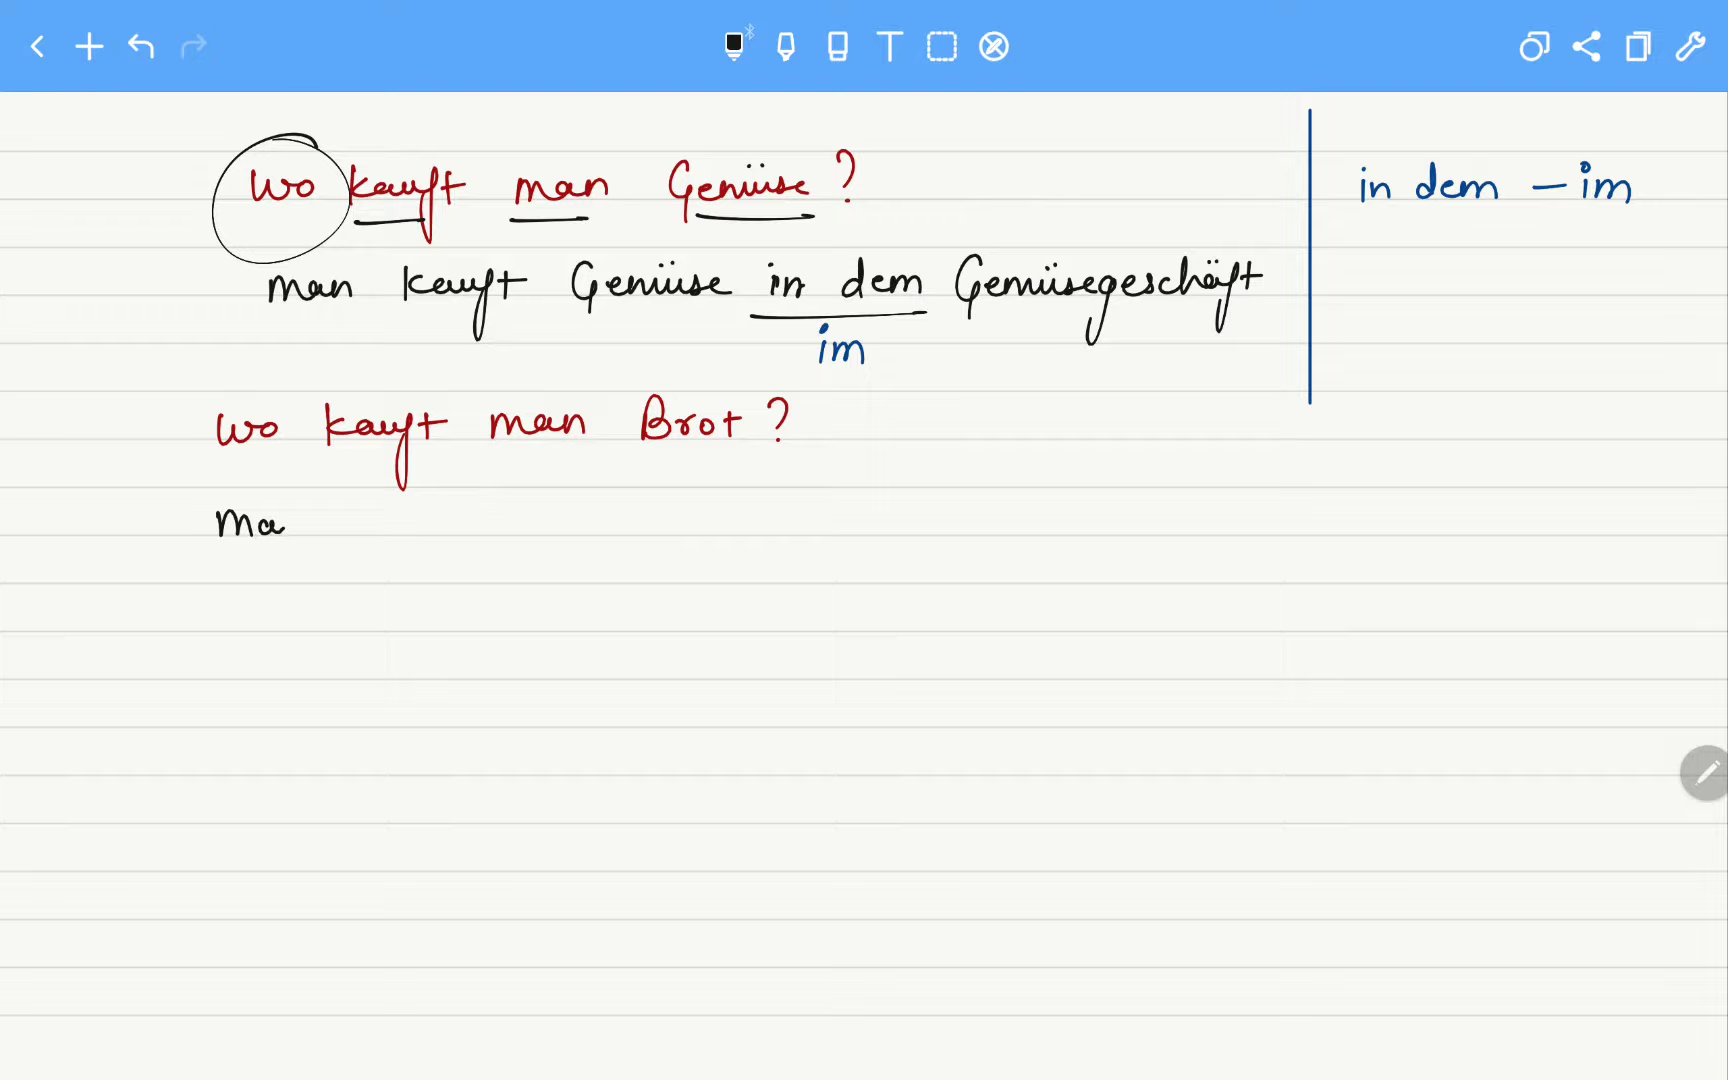 Wo kauft man Gemüse ?
man kauft Gemüse in dem Gemüsegeschäft
im
Wo kauft man Brot ?
Ma
in dem – im